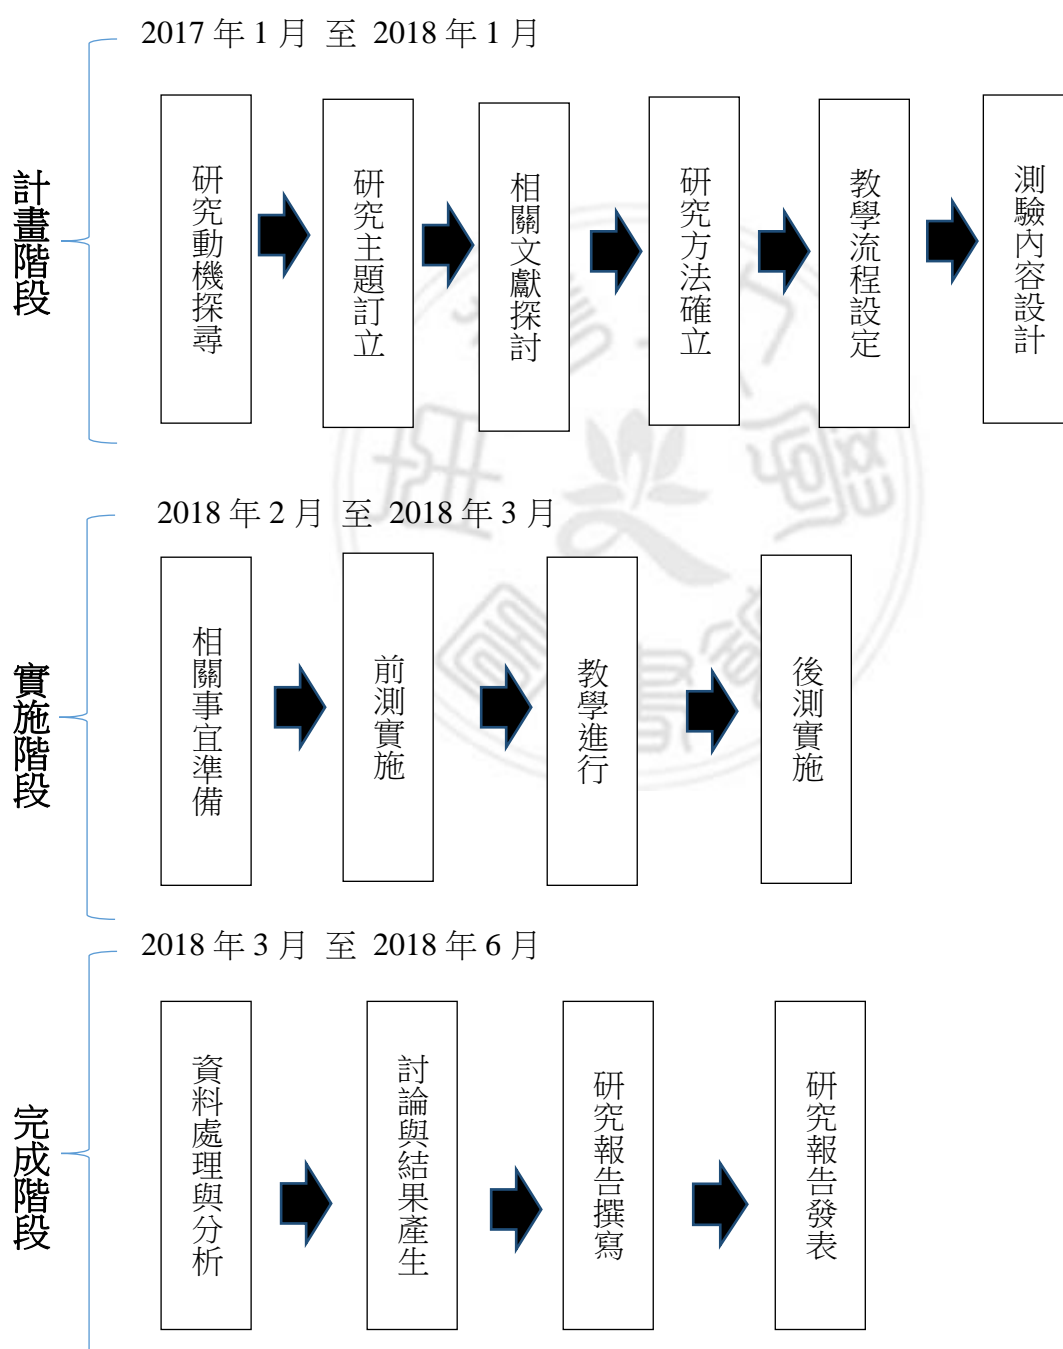 2017 年 1 月 至 2018 年 1 月
計畫階段
研究動機探尋
研究主題訂立
相關文獻探討
研究方法確立
教學流程設定
測驗內容設計
2018 年 2 月 至 2018 年 3 月
實施階段
相關事宜準備
前測實施
教學進行
後測實施
2018 年 3 月 至 2018 年 6 月
完成階段
資料處理與分析
討論與結果產生
研究報告撰寫
研究報告發表